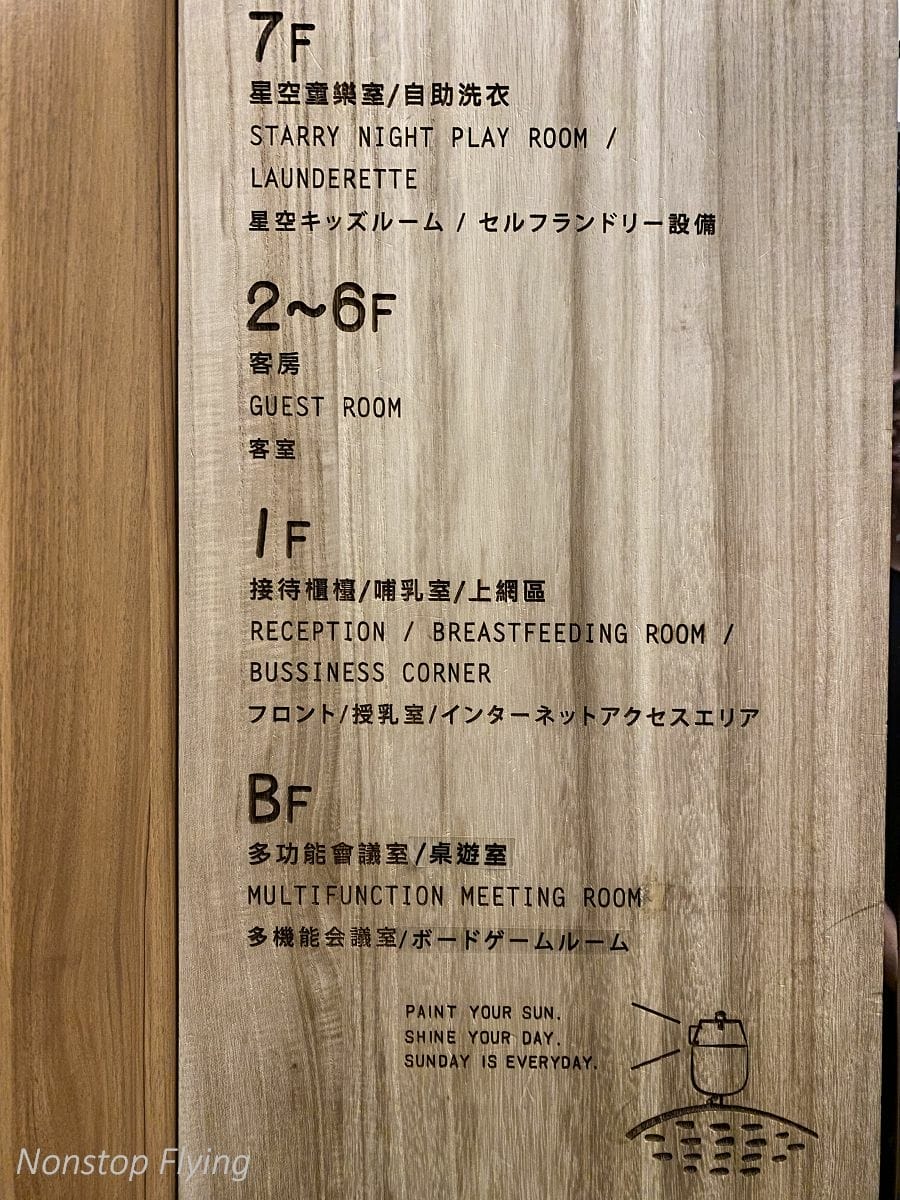 7F
星空童樂室/自助洗衣
STARRY NIGHT PLAY ROOM /
LAUNDERETTE
星空キッズルーム / セルフランドリー設備
2~6F
客房
GUEST ROOM
客室
1F
接待櫃檯/哺乳室/上網區
RECEPTION / BREASTFEEDING ROOM /
BUSSINESS CORNER
フロント/授乳室/インターネットアクセスエリア
BF
多功能會議室/桌遊室
MULTIFUNCTION MEETING ROOM
多機能会議室/ボードゲームルーム
PAINT YOUR SUN.
SHINE YOUR DAY.
SUNDAY IS EVERYDAY.
Nonstop Flying